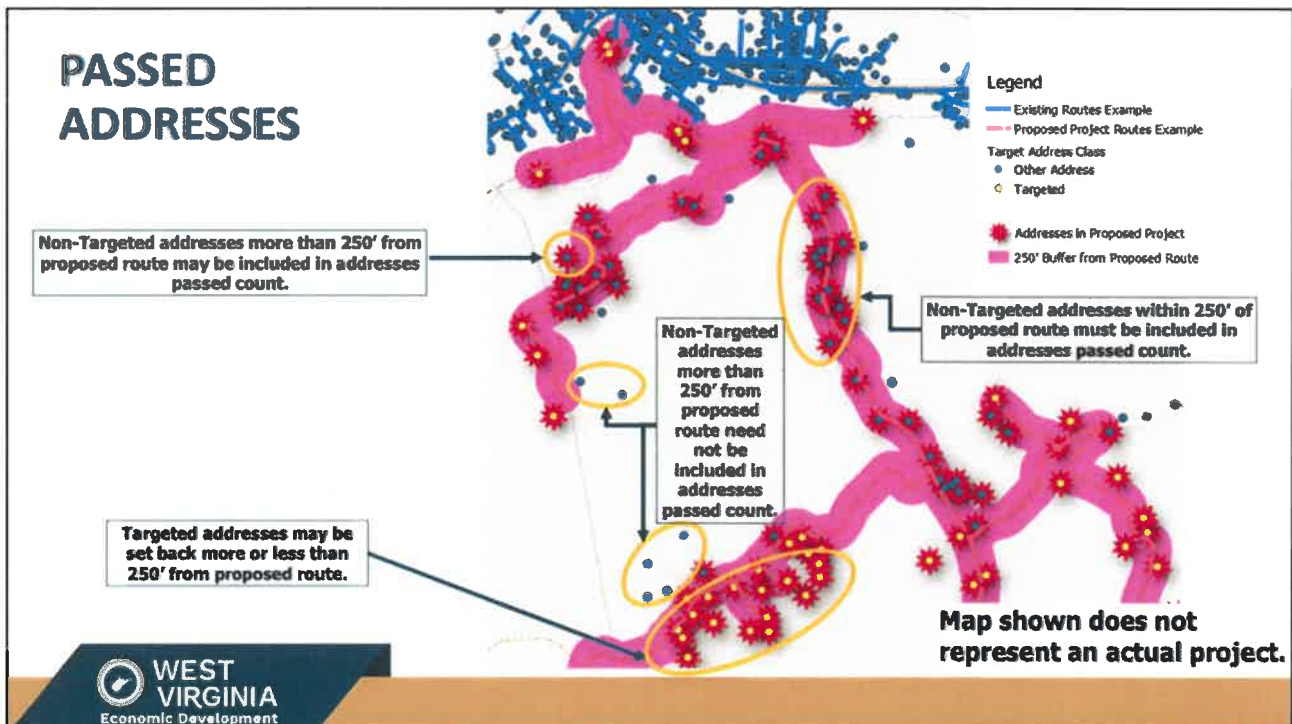 PASSED
ADDRESSES
Legend
Existing Routes Example
Proposed Project Routes Example
Target Address Class
Other Address
Targeted
Addresses in Proposed Project
250' Buffer from Proposed Route
Non-Targeted addresses more than 250' from
proposed route may be included in addresses
passed count.
Non-Targeted addresses within 250' of
proposed route must be included in
addresses passed count.
Non-Targeted
addresses
more than
250' from
proposed
route need
not be
included in
addresses
passed count.
Targeted addresses may be
set back more or less than
250' from proposed route.
Map shown does not
represent an actual project.
WEST
VIRGINIA
Economic Development